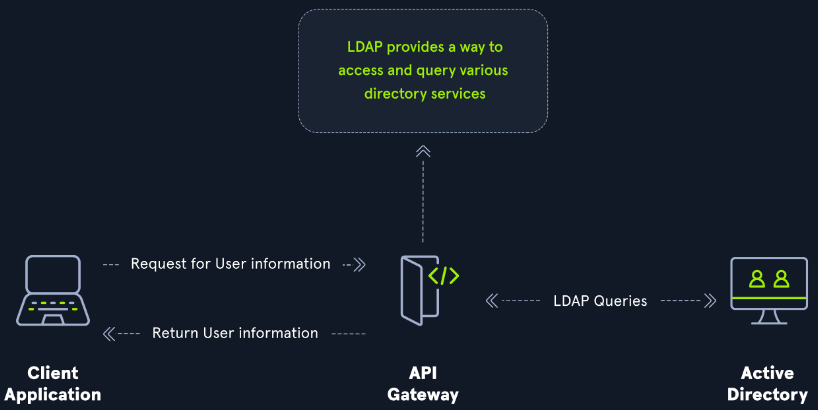 LDAP provides a way to
access and query various
directory services
Request for User information
</>
LDAP Queries
Return User information
Client
Application
API
Gateway
Active
Directory